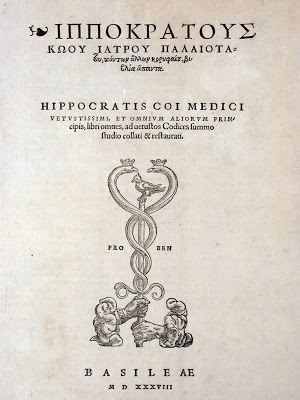 ΙΠΠΟΚΡΑΤΟΥΣ
ΚΩΟΥ ΙΑΤΡΟΥ ΠΑΛΑΙΟΤΑ-
του, πάντων ἄλλων κορυφαίου, βι-
βλία ἅπαντα.
HIPPOCRATIS COI MEDICI
VETVSTISSIMI, ET OMNIVM ALIORVM PRIN-
cipis, libri omnes, ad vetustos Codices summo
studio collati & restaurati.
FRO BEN
BASILEAE
M D XXXVIII